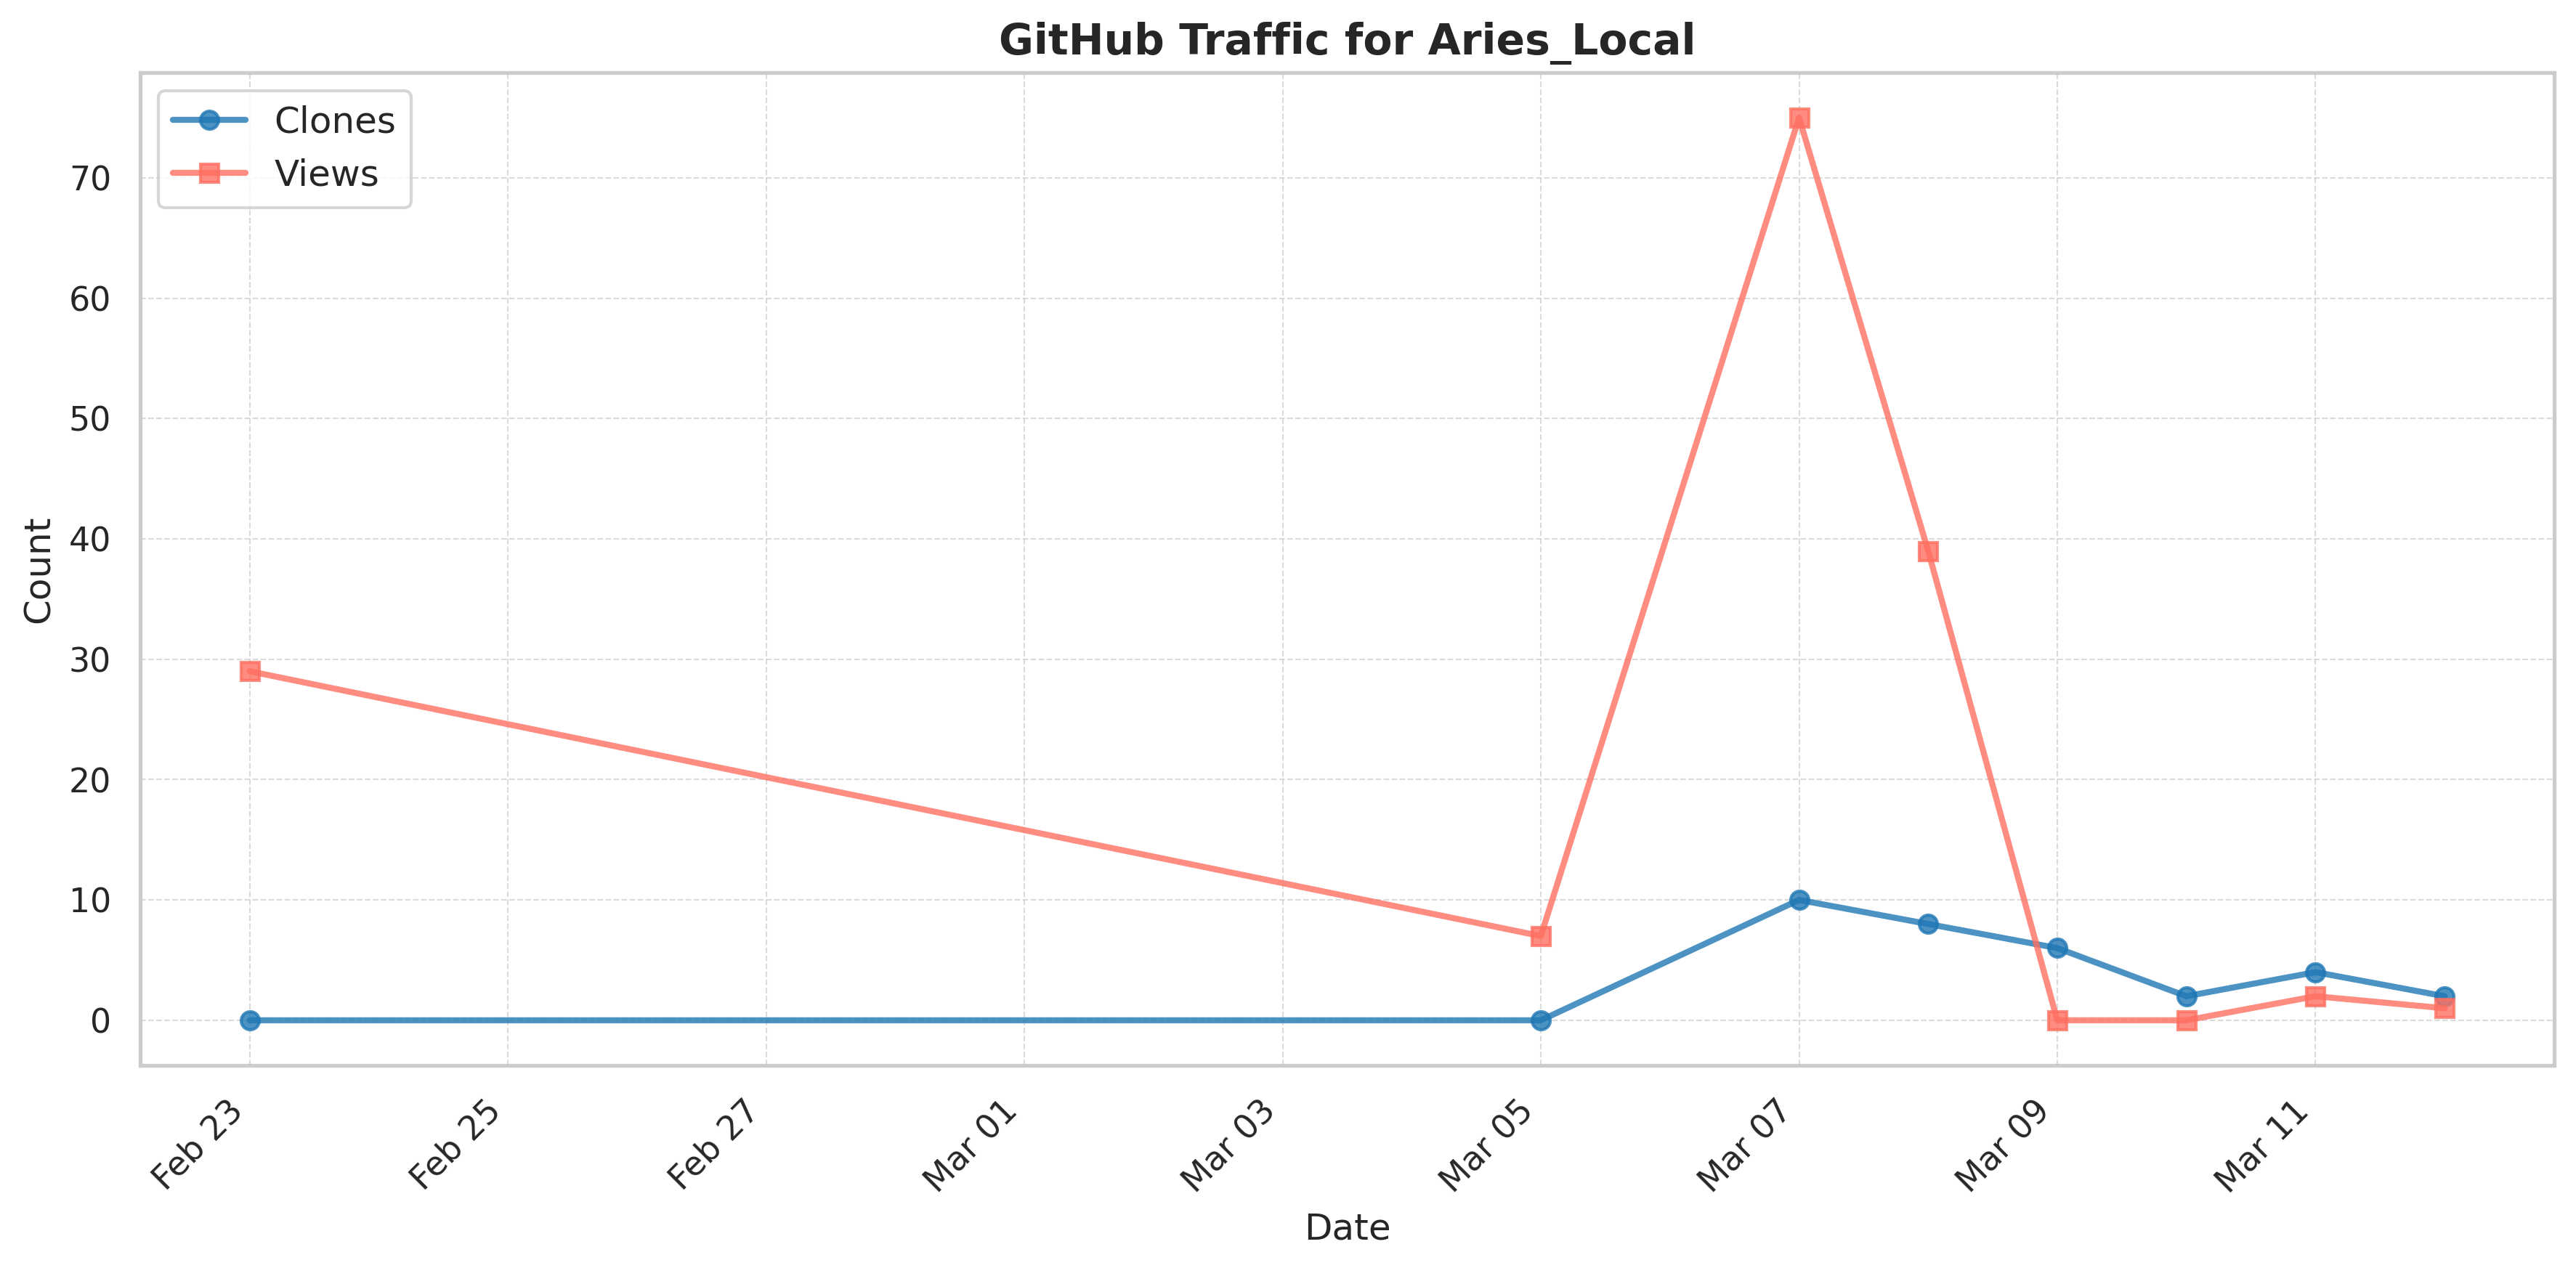 GitHub Traffic for Aries_Local
Clones
Views
70
60
50
40
30
20
10
0
Count
Feb 23
Feb 25
Feb 27
Mar 01
Mar 03
Mar 05
Mar 07
Mar 09
Mar 11
Date